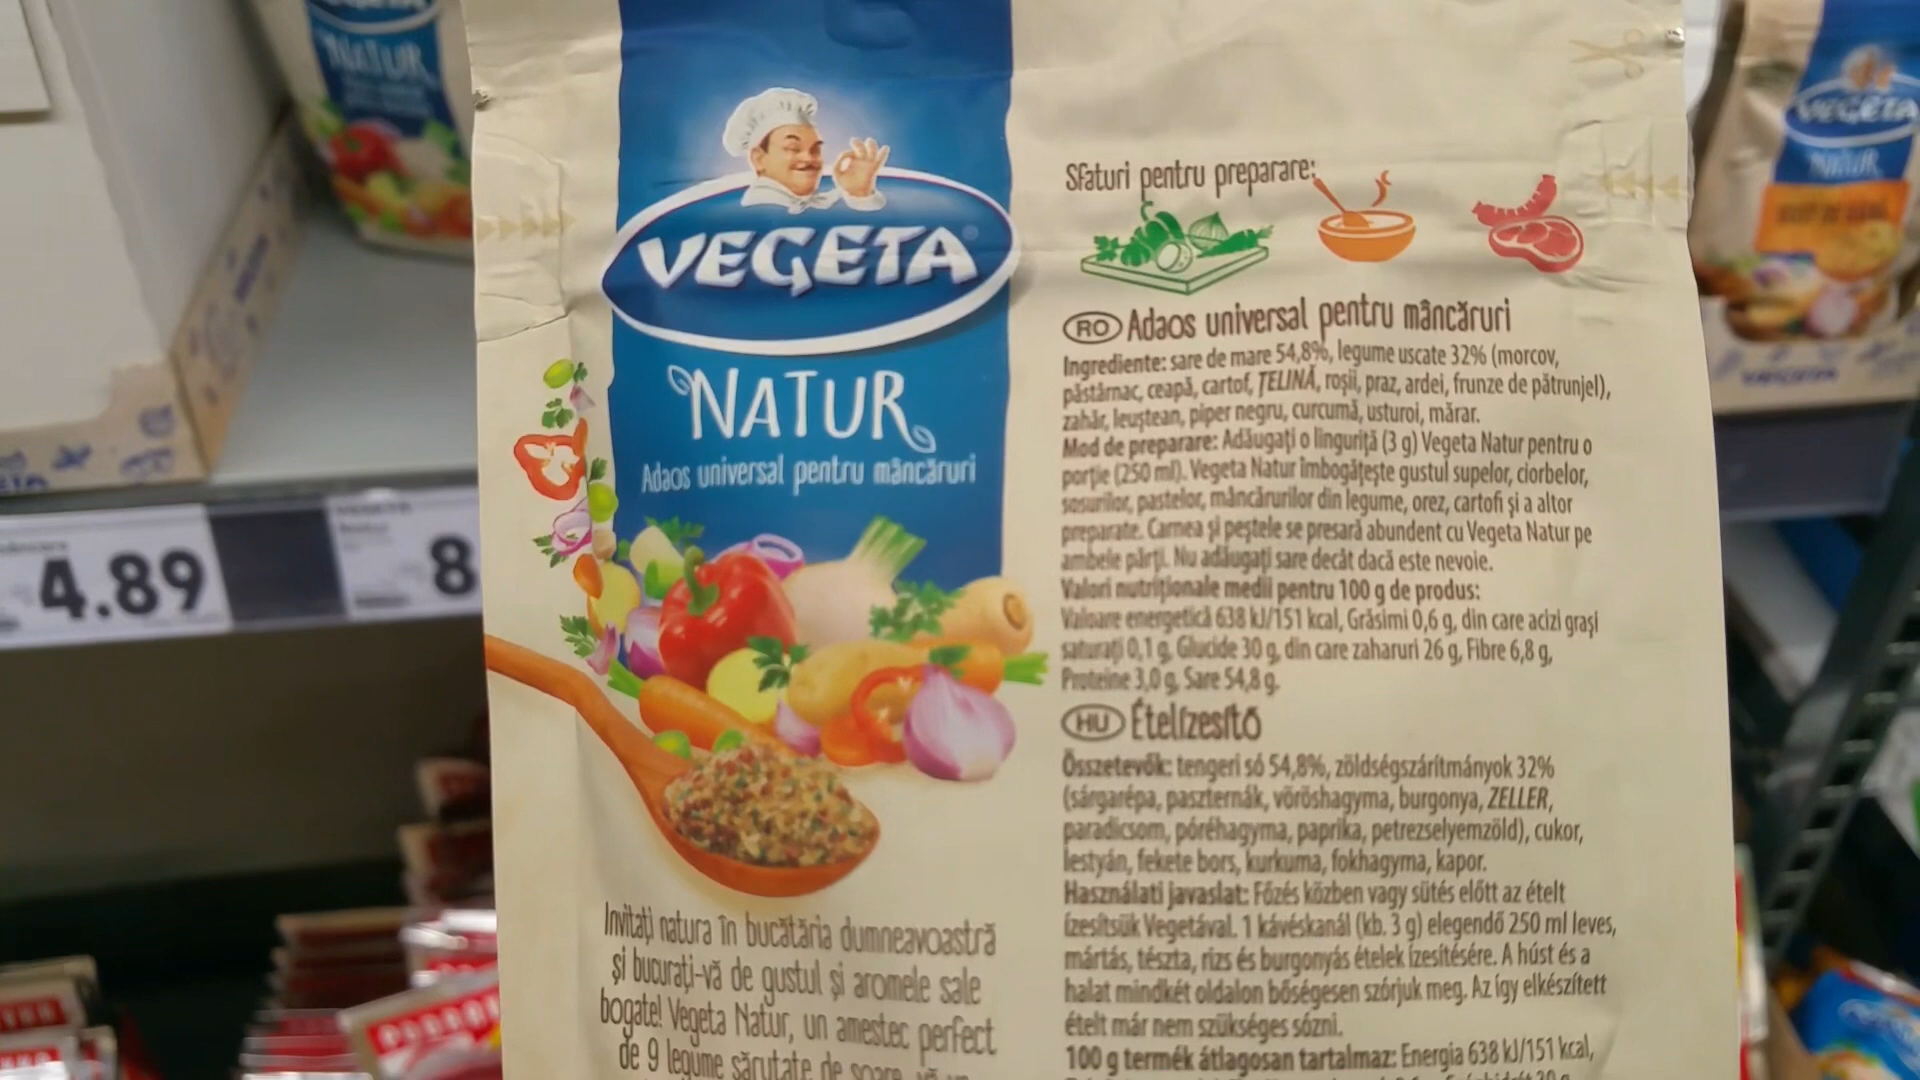 VEGETA
NATUR
Adaos universal pentru mâncăruri
Invitați natura în bucătăria dumneavoastră
și bucurați-vă de gustul și aromele sale
bogate! Vegeta Natur, un amestec perfect
de 9 legume sărutate de soare
Sfaturi pentru preparare:
RO Adaos universal pentru mâncăruri
Ingrediente: sare de mare 54,8%, legume uscate 32% (morcov,
păstârnac, ceapă, cartof, ȚELINĂ, roșii, praz, ardei, frunze de pătrunjel),
zahăr, leuștean, piper negru, curcumă, usturoi, mărar.
Mod de preparare: Adăugați o linguriță (3 g) Vegeta Natur pentru o
porție (250 ml). Vegeta Natur îmbogățește gustul supelor, ciorbelor,
sosurilor, pastelor, mâncărurilor din legume, orez, cartofi și a altor
preparate. Carnea și peștele se presară abundent cu Vegeta Natur pe
ambele părți. Nu adăugați sare decât dacă este nevoie.
Valori nutriționale medii pentru 100 g de produs:
Valoare energetică 638 kJ/151 kcal, Grăsimi 0,6 g, din care acizi grași
saturați 0,1 g, Glucide 30 g, din care zaharuri 26 g, Fibre 6,8 g,
Proteine 3,0 g, Sare 54,8 g.
HU Ételízesítő
Összetevők: tengeri só 54,8%, zöldségszárítmányok 32%
(sárgarépa, paszternák, vöröshagyma, burgonya, ZELLER,
paradicsom, póréhagyma, paprika, petrezselyemzöld), cukor,
lestyán, fekete bors, kurkuma, fokhagyma, kapor.
Használati javaslat: Főzés közben vagy sütés előtt az ételt
ízesítsük Vegetával. 1 kávéskanál (kb. 3 g) elegendő 250 ml leves,
mártás, tészta, rizs és burgonyás ételek ízesítésére. A húst és a
halat mindkét oldalon bőségesen szórjuk meg. Az így elkészített
ételt már nem szükséges sózni.
100 g termék átlagosan tartalmaz: Energia 638 kJ/151 kcal,
NATUR
4.89
8
VEGETA
NATUR